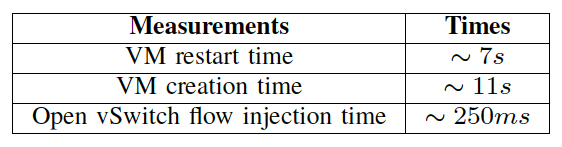 Measurements Times
VM restart time ∼ 7s
VM creation time ∼ 11s
Open vSwitch flow injection time ∼ 250ms